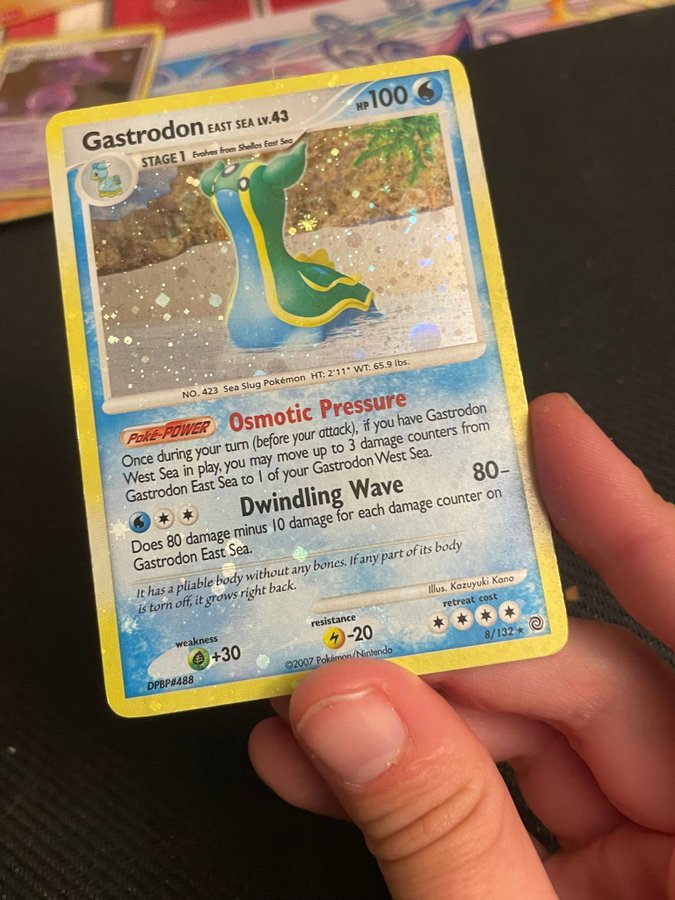 Gastrodon EAST SEA LV.43 HP 100
STAGE 1 Evolves from Shellos East Sea
NO. 423 Sea Slug Pokémon HT: 2'11" WT: 65.9 lbs.
Poké-POWER Osmotic Pressure
Once during your turn (before your attack), if you have Gastrodon
West Sea in play, you may move up to 3 damage counters from
Gastrodon East Sea to 1 of your Gastrodon West Sea.
Dwindling Wave 80–
Does 80 damage minus 10 damage for each damage counter on
Gastrodon East Sea.
It has a pliable body without any bones. If any part of its body
is torn off, it grows right back.
Illus. Kazuyuki Kano
weakness +30
resistance -20
retreat cost
8/132 ★
DPBP#488
©2007 Pokémon/Nintendo